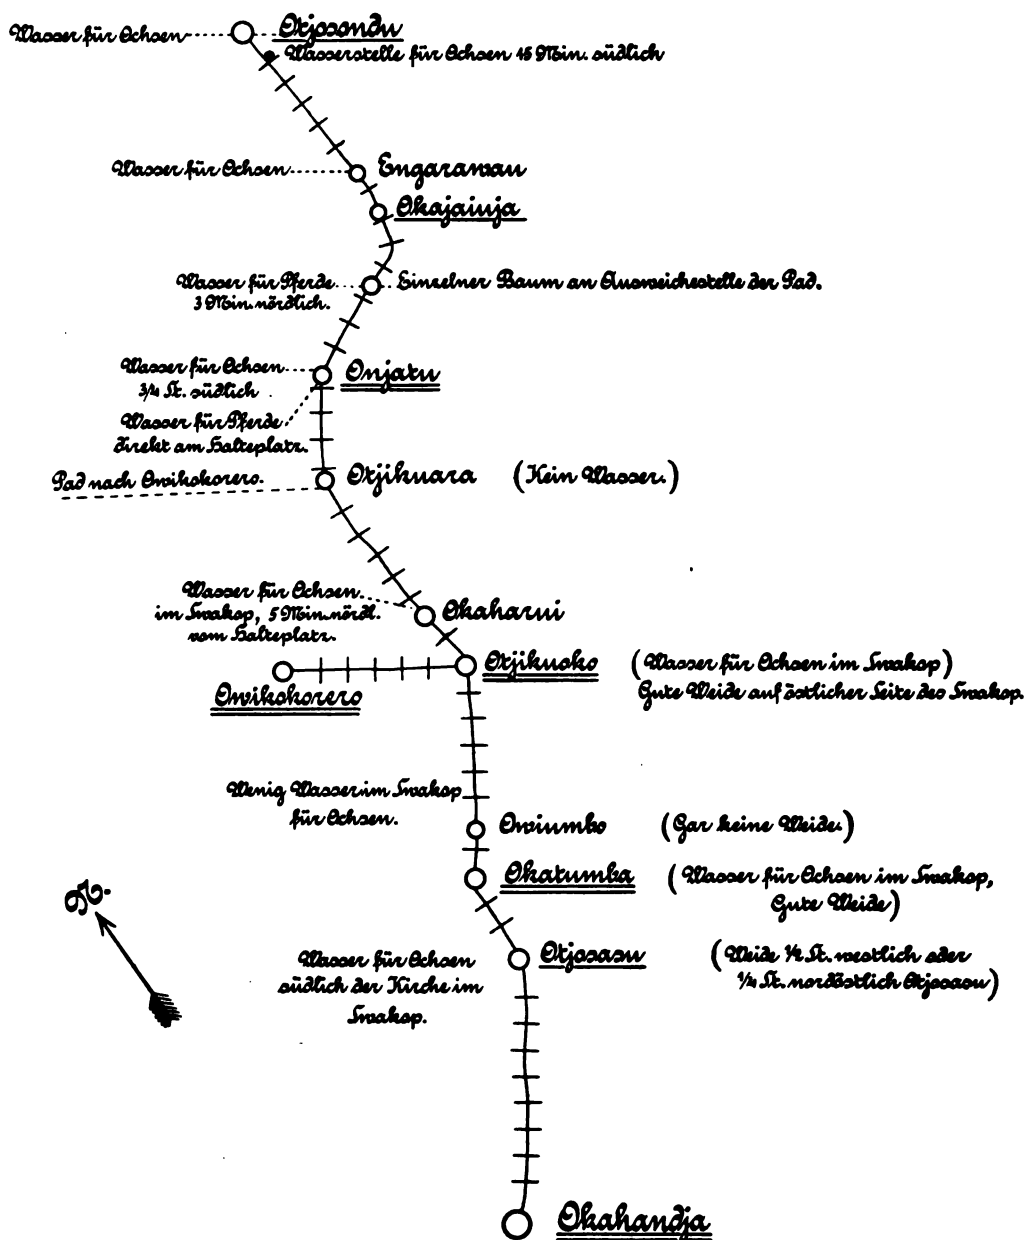 Wasser für Ochsen
Otjosondu
Wasserstelle für Ochsen 45 Min. südlich
Wasser für Ochsen
Engarawau
Okajainja
Wasser für Pferde
3 Min. nördlich.
Einzelner Baum an Ausweichestelle der Pad.
Wasser für Ochsen
3/4 St. südlich
Onjatu
Wasser für Pferde
direkt am Halteplatz.
Pad nach Owikokorero.
Otjikuara (Kein Wasser.)
Wasser für Ochsen
im Swakop, 5 Min. nördl.
vom Halteplatz.
Okaharui
Owikokorero
Otjikuoko (Wasser für Ochsen im Swakop)
Gute Weide auf östlicher Seite des Swakop.
Wenig Wasser im Swakop
für Ochsen.
Owiumbo (Gar keine Weide.)
Okatumba (Wasser für Ochsen im Swakop,
Gute Weide)
N.
Wasser für Ochsen
südlich der Kirche im
Swakop.
Otjosasu (Weide 1/2 St. westlich oder
1/4 St. nordöstlich Otjosasu)
Okahandja